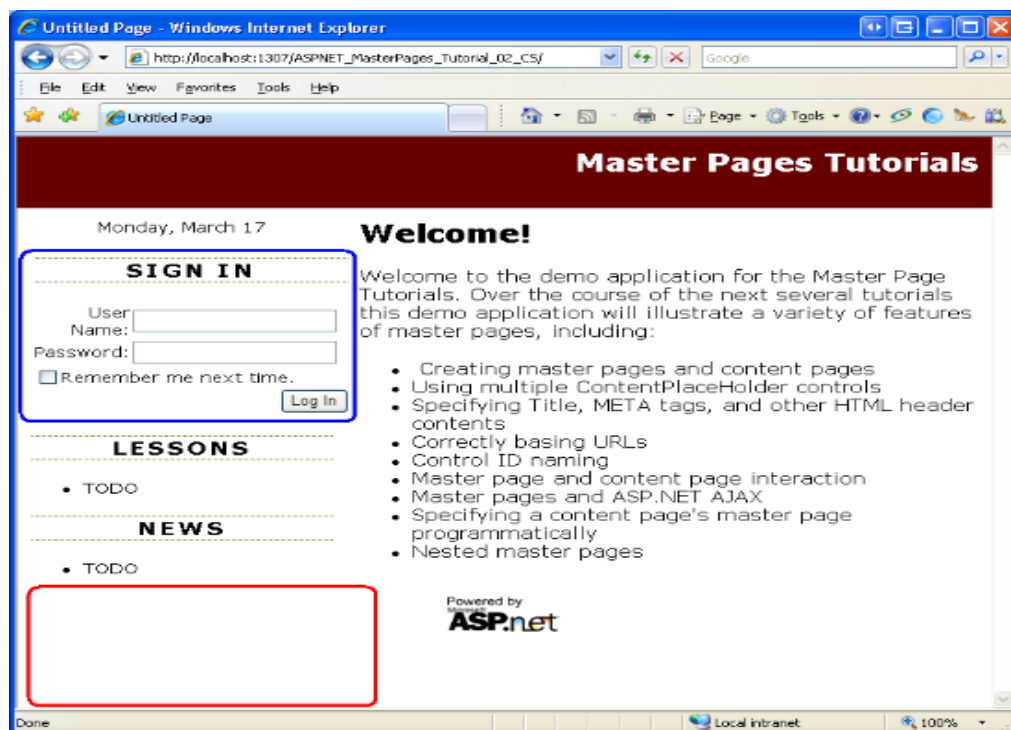 Untitled Page - Windows Internet Explorer
http://localhost:1307/ASPNET_MasterPages_Tutorial_02_CS/
Google
File Edit View Favorites Tools Help
Untitled Page
Page
Tools
Master Pages Tutorials
Monday, March 17
SIGN IN
User
Name:
Password:
Remember me next time.
Log In
LESSONS
TODO
NEWS
TODO
Welcome!
Welcome to the demo application for the Master Page
Tutorials. Over the course of the next several tutorials
this demo application will illustrate a variety of features
of master pages, including:
Creating master pages and content pages
Using multiple ContentPlaceHolder controls
Specifying Title, META tags, and other HTML header
contents
Correctly basing URLs
Control ID naming
Master page and content page interaction
Master pages and ASP.NET AJAX
Specifying a content page's master page
programmatically
Nested master pages
Powered by
Microsoft
ASP.net
Done
Local intranet
100%